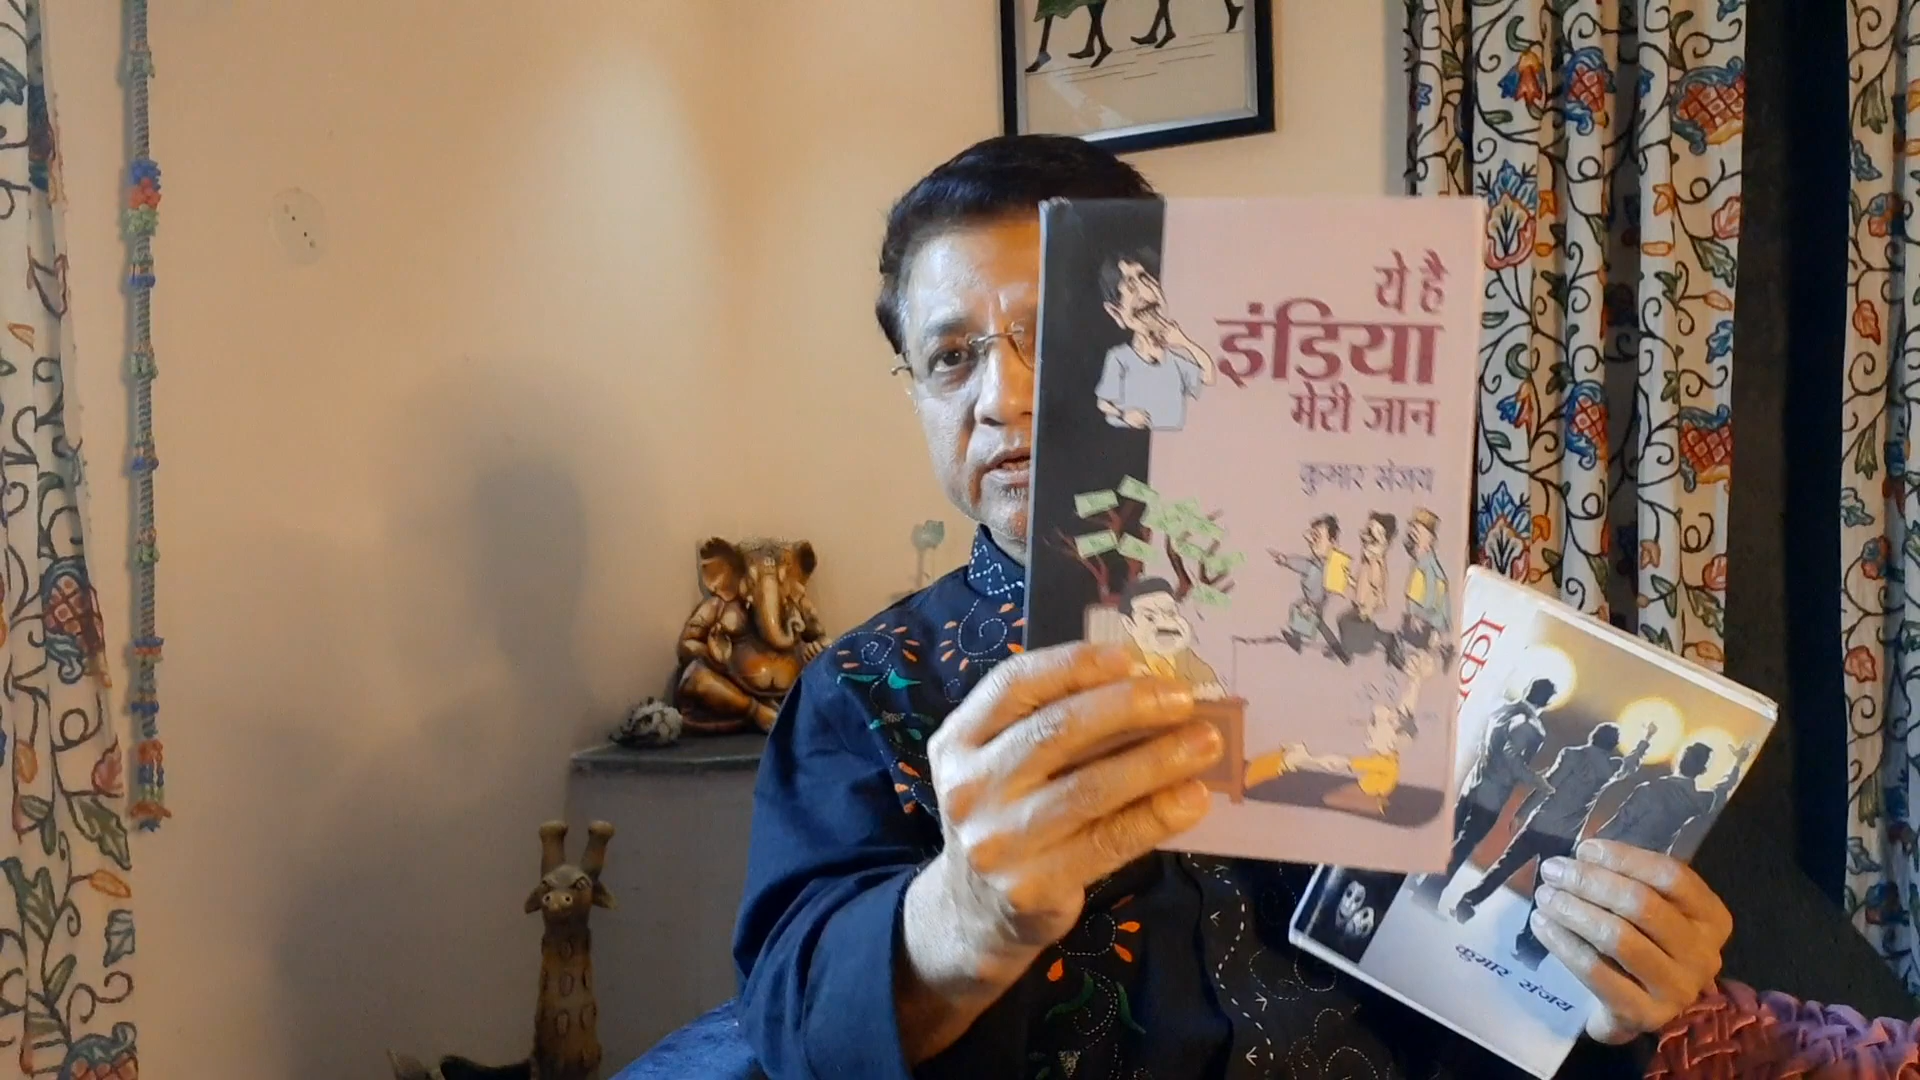 ये है
इंडिया
मेरी जान
कुमार संजय
कुमार संजय